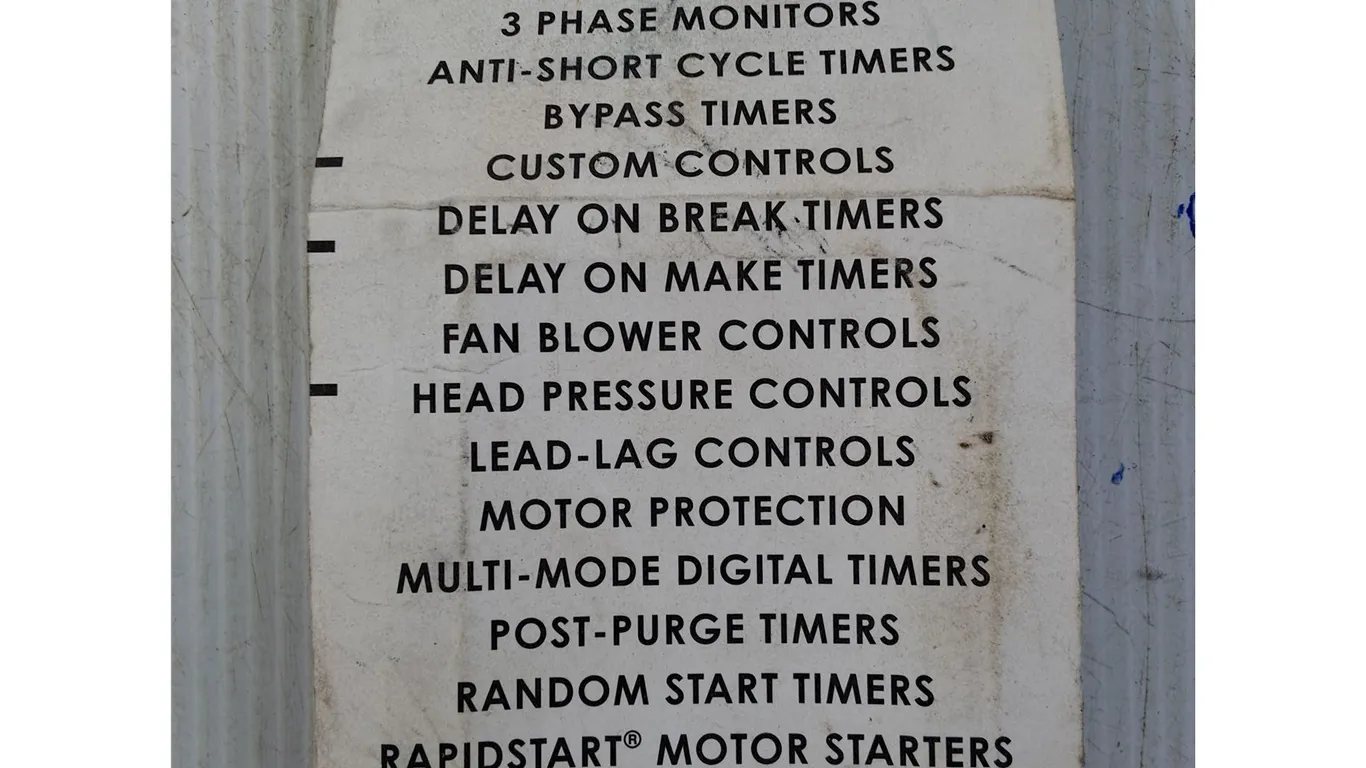 3 PHASE MONITORS
ANTI-SHORT CYCLE TIMERS
BYPASS TIMERS
CUSTOM CONTROLS
DELAY ON BREAK TIMERS
DELAY ON MAKE TIMERS
FAN BLOWER CONTROLS
HEAD PRESSURE CONTROLS
LEAD-LAG CONTROLS
MOTOR PROTECTION
MULTI-MODE DIGITAL TIMERS
POST-PURGE TIMERS
RANDOM START TIMERS
RAPIDSTART® MOTOR STARTERS